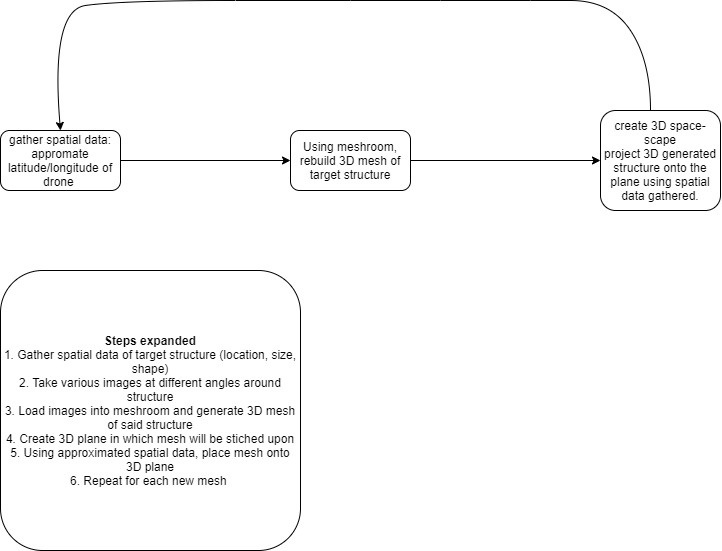 gather spatial data:
appromate
latitude/longitude of
drone
Using meshroom,
rebuild 3D mesh of
target structure
create 3D space-
scape
project 3D generated
structure onto the
plane using spatial
data gathered.
Steps expanded
1. Gather spatial data of target structure (location, size,
shape)
2. Take various images at different angles around
structure
3. Load images into meshroom and generate 3D mesh
of said structure
4. Create 3D plane in which mesh will be stiched upon
5. Using approximated spatial data, place mesh onto
3D plane
6. Repeat for each new mesh